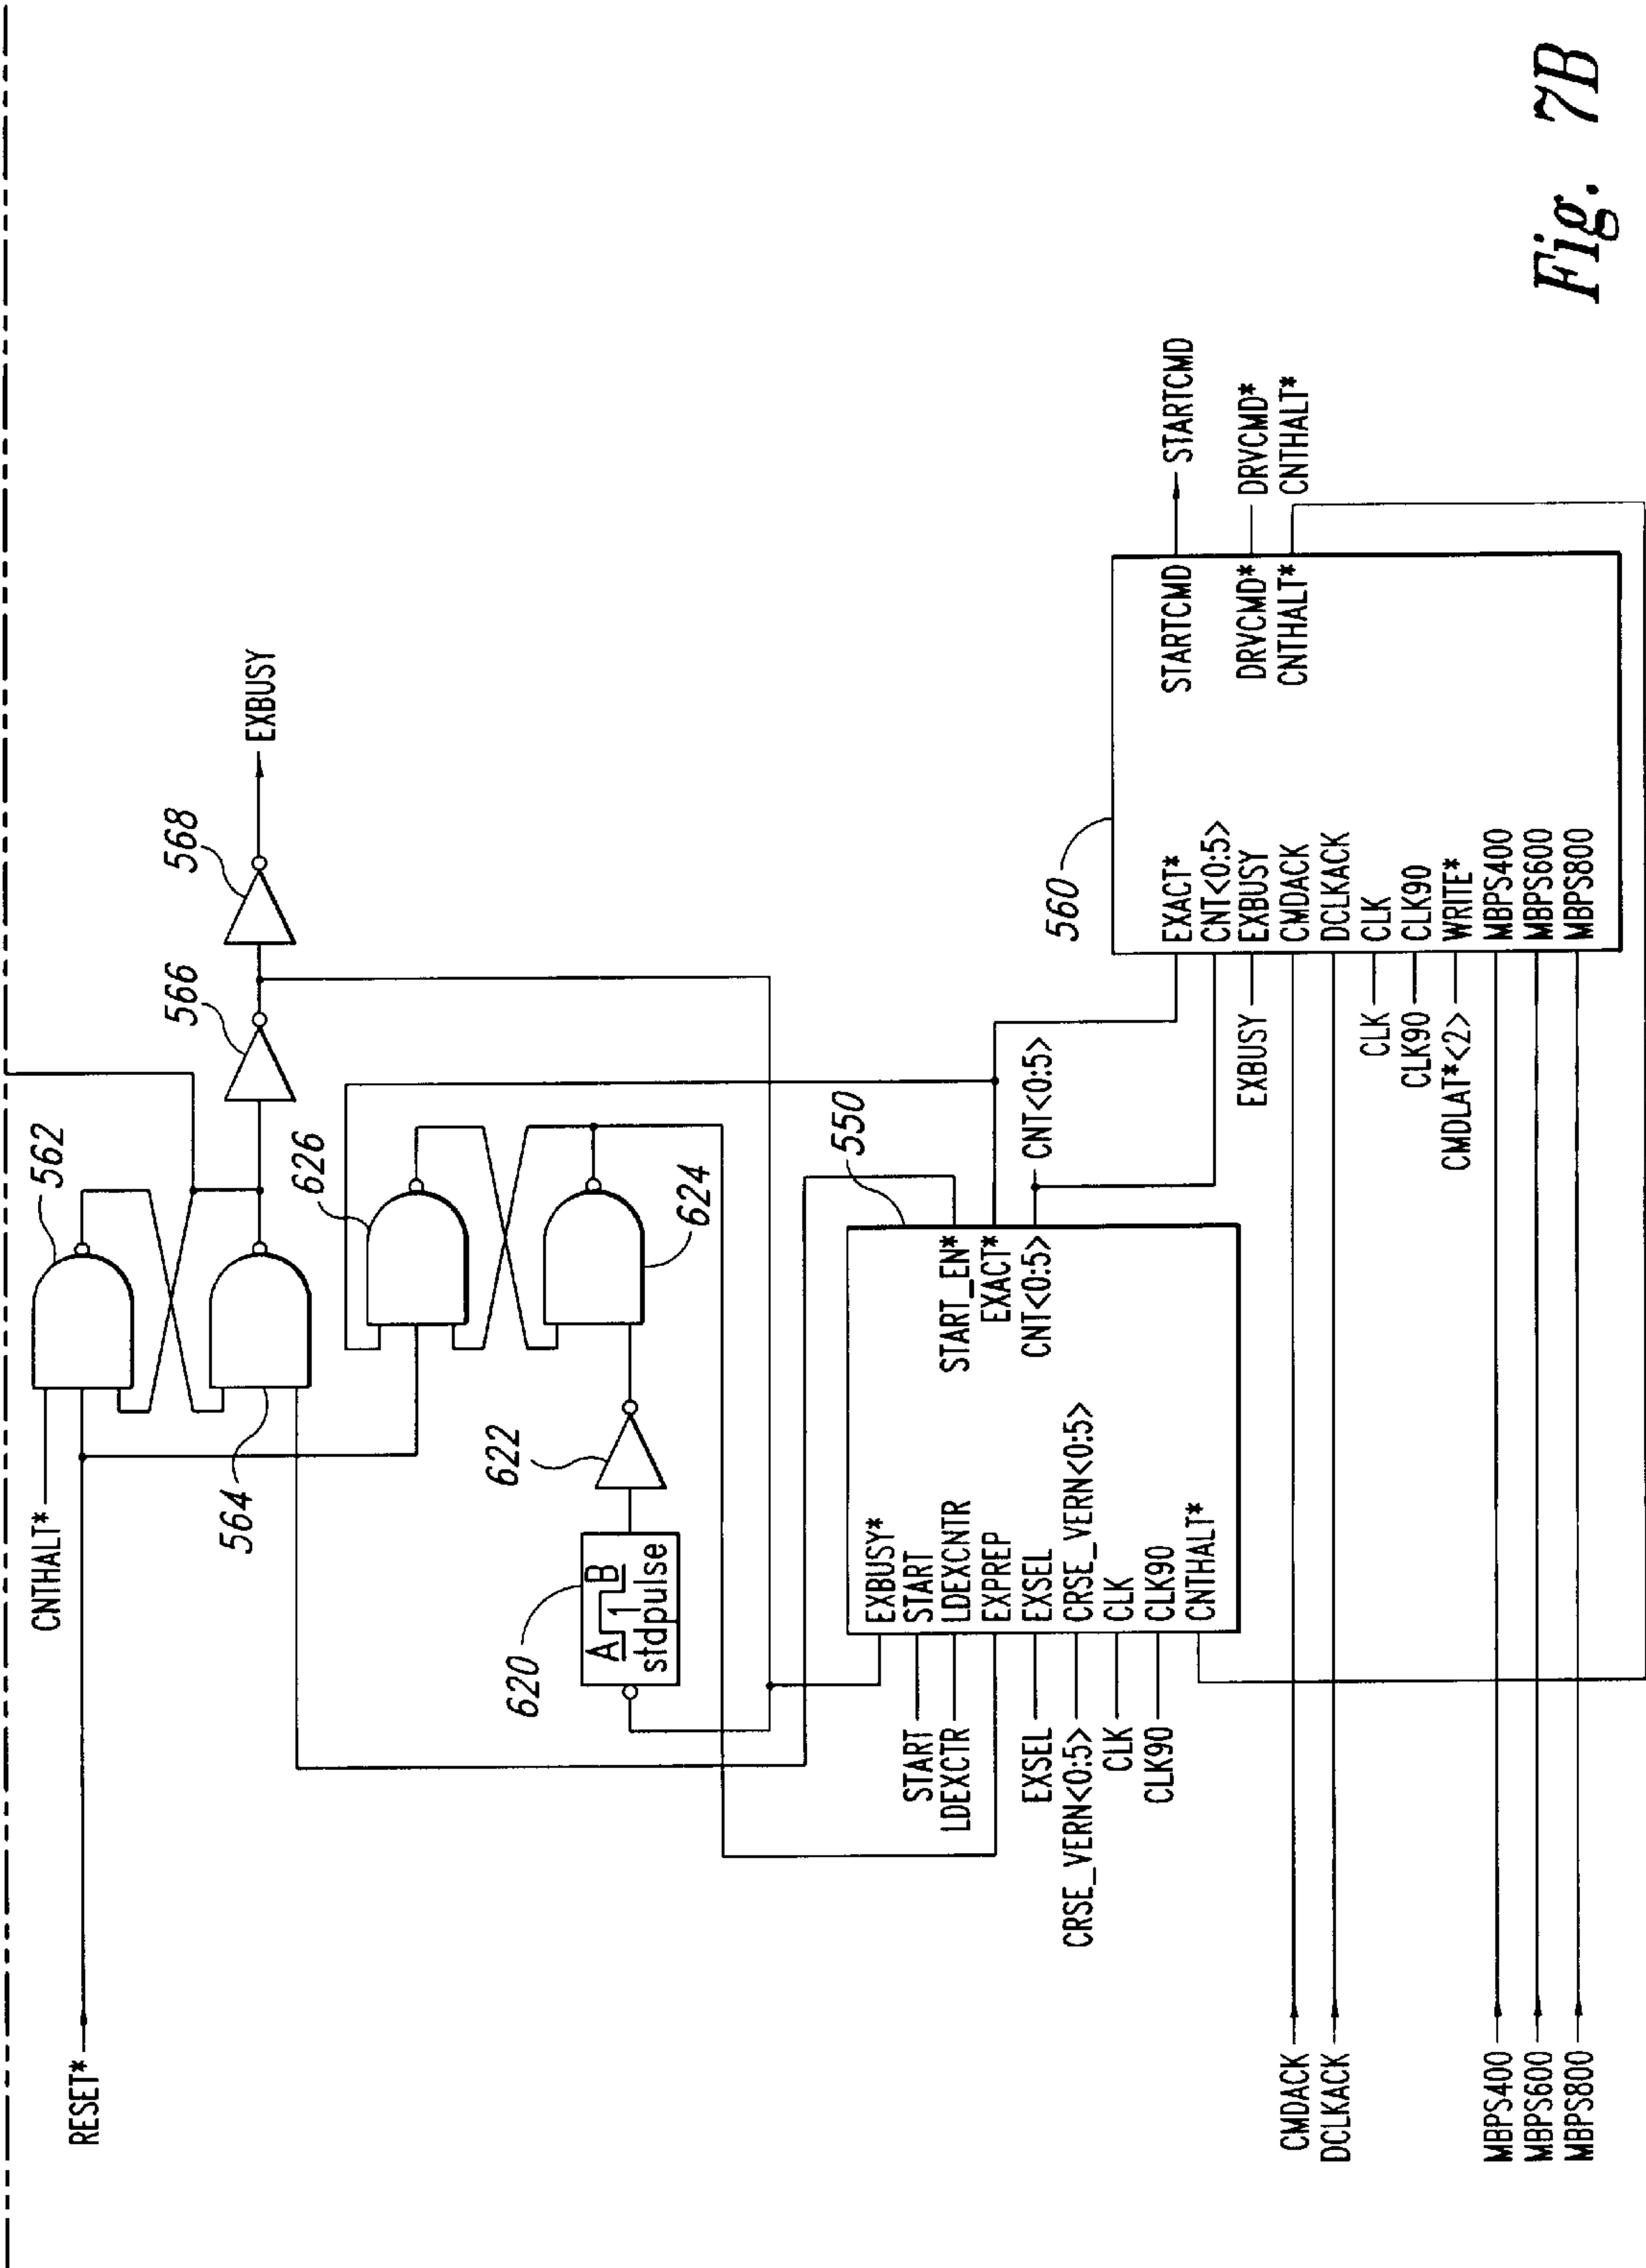 RESET*
CNTHALT*
562
564
566
568
EXBUSY
626
624
622
620
A 1 B
stdpulse
550
EXBUSY*
START
LDEXCNTR
EXPREP
EXSEL
CRSE_VERN<0:5>
CLK
CLK90
CNTHALT*
START_EN*
EXACT*
CNT<0:5>
START
LDEXCTR
EXSEL
CRSE_VERN<0:5>
CLK
CLK90
CNT<0:5>
560
EXACT*
CNT<0:5>
EXBUSY
CMDACK
DCLKACK
CLK
CLK90
WRITE*
MBPS400
MBPS600
MBPS800
STARTCMD
DRVCMD*
CNTHALT*
EXBUSY
CLK
CLK90
CMDLAT*<2>
STARTCMD
DRVCMD*
CNTHALT*
CMDACK
DCLKACK
MBPS400
MBPS600
MBPS800
Fig. 7B